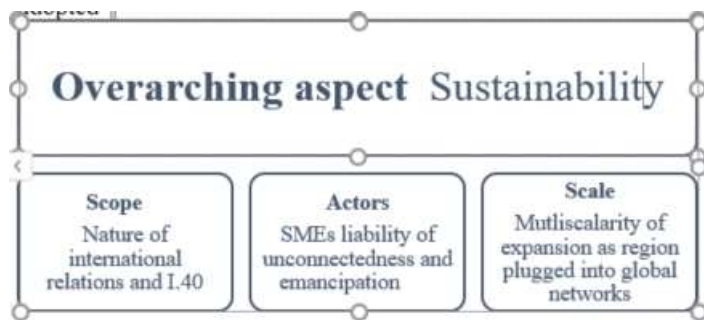 adopted
Overarching aspect Sustainability
Scope
Nature of
international
relations and I.40
Actors
SMEs liability of
unconnectedness and
emancipation
Scale
Mutliscalarity of
expansion as region
plugged into global
networks